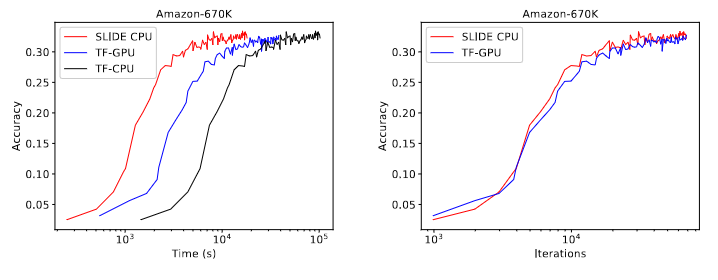 Amazon-670K
SLIDE CPU
TF-GPU
TF-CPU
0.30
0.25
0.20
0.15
0.10
0.05
Accuracy
10³
10⁴
10⁵
Time (s)
Amazon-670K
SLIDE CPU
TF-GPU
0.30
0.25
0.20
0.15
0.10
0.05
Accuracy
10³
10⁴
Iterations